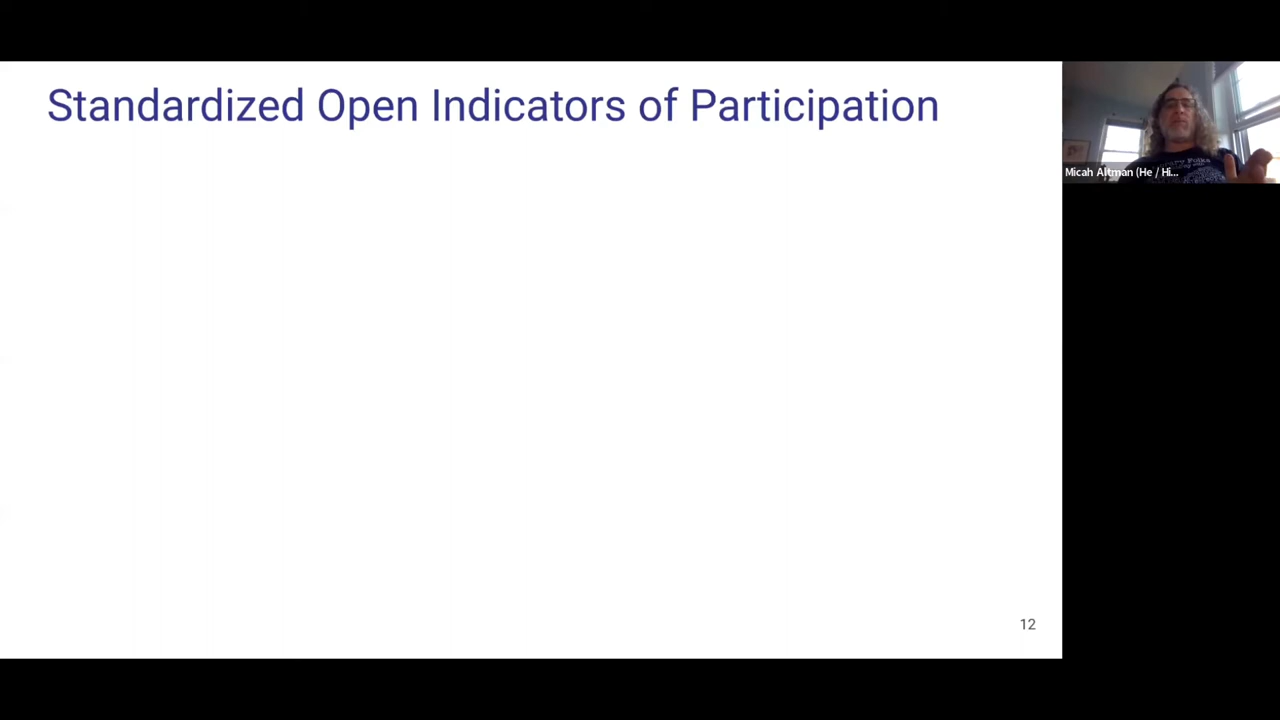 Standardized Open Indicators of Participation
Micah Altman (He / Hi...
12